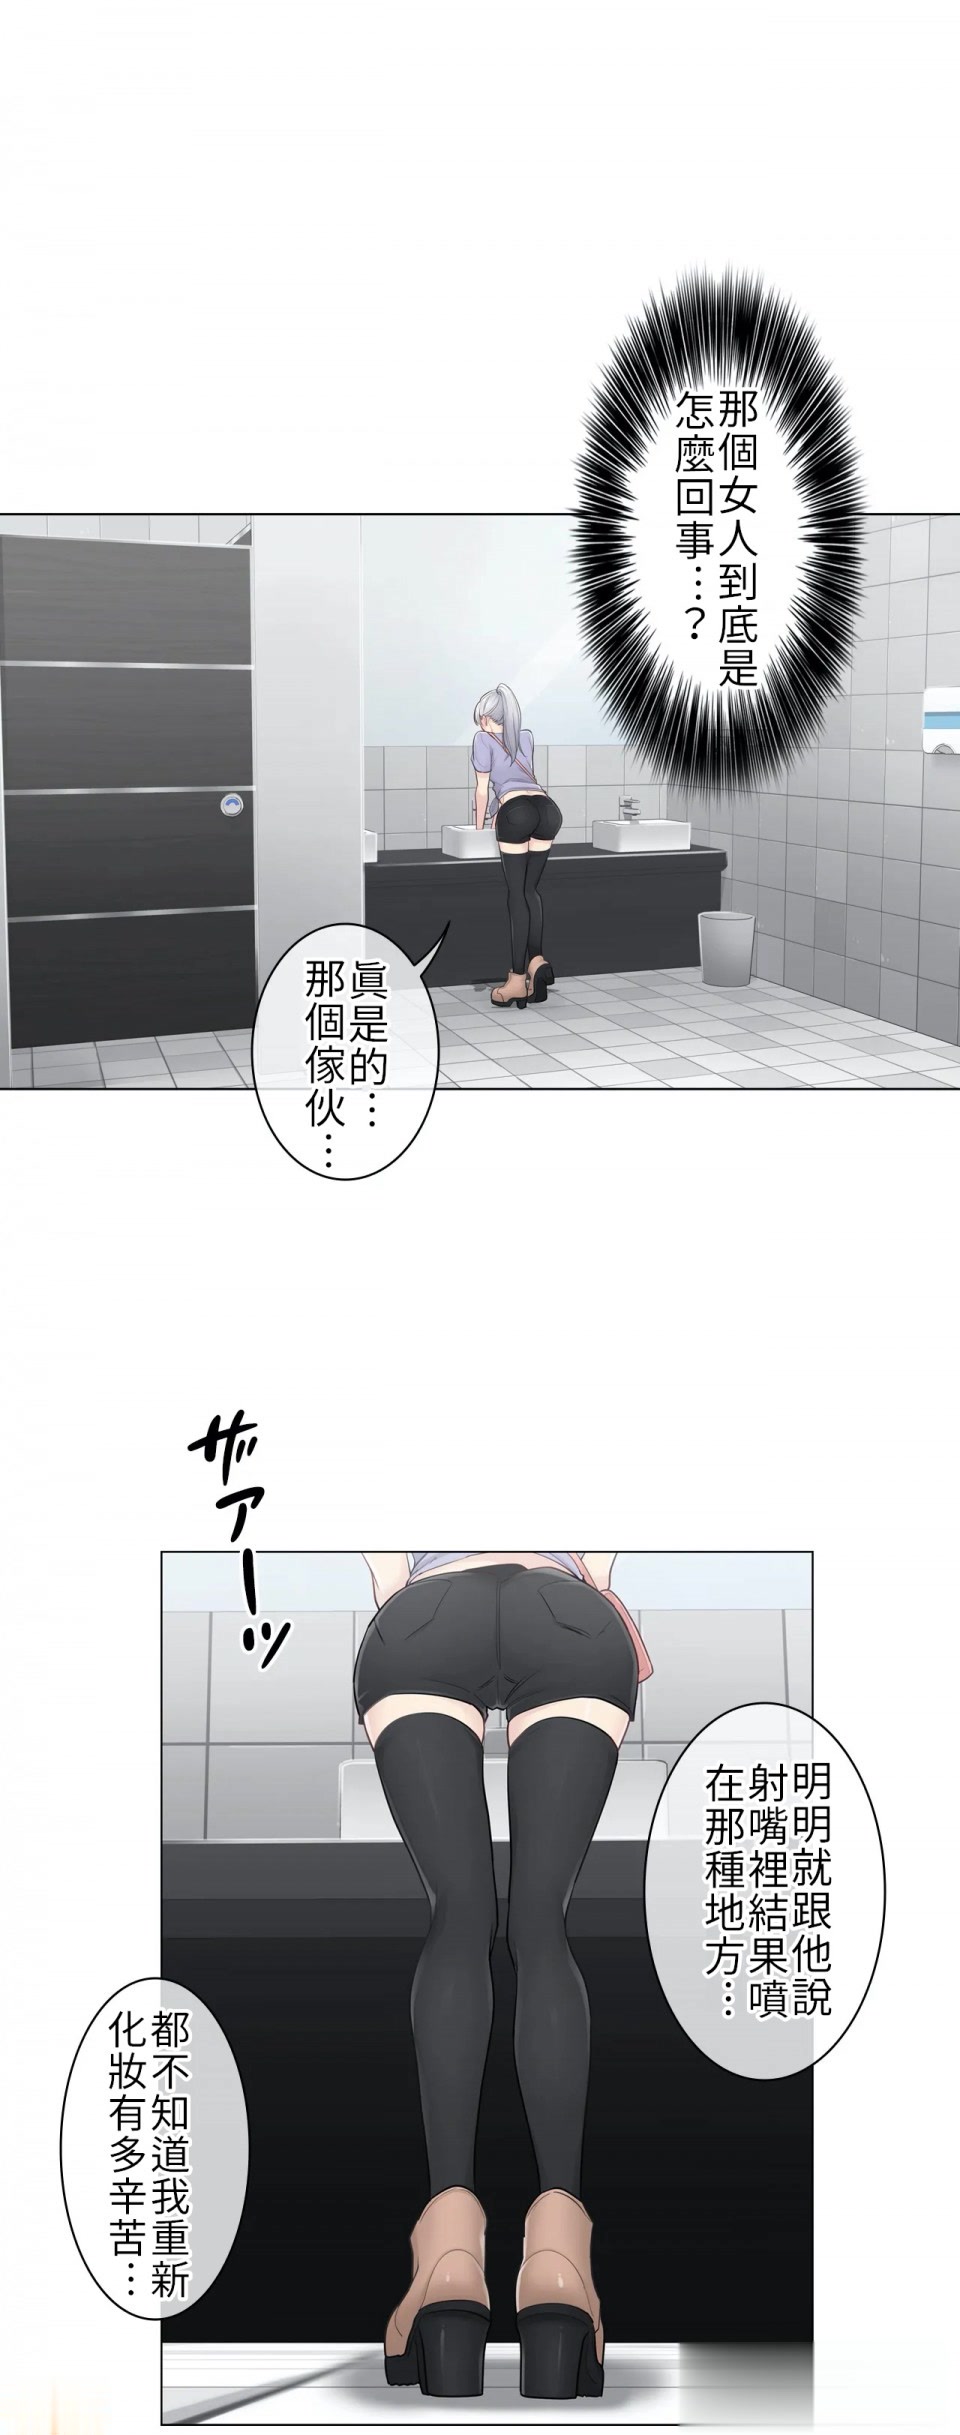 那個女人到底是
怎麼回事…？
眞是的…
那個傢伙…
ザァーッ
明明就跟他說
射嘴裡結果噴
在那種地方…
都不知道我重新
化妝有多辛苦…